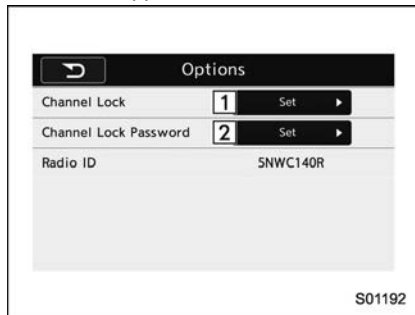 Options
Channel Lock 1 Set
Channel Lock Password 2 Set
Radio ID 5NWC140R
S01192